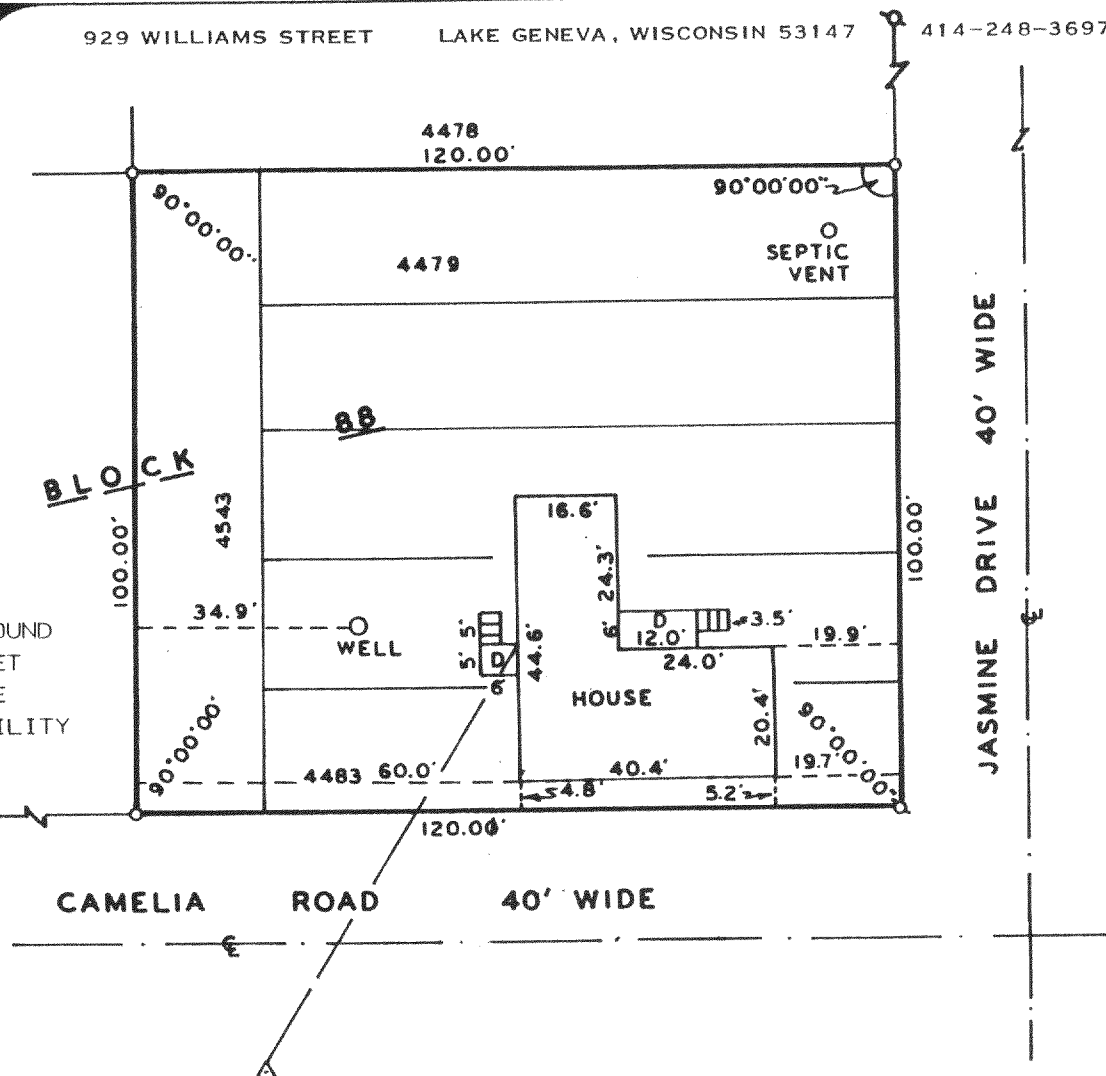 929 WILLIAMS STREET LAKE GENEVA, WISCONSIN 53147 414-248-3697
4478
120.00'
90°00'00"
90°00'00"
SEPTIC
VENT
4479
JASMINE DRIVE 40' WIDE
88
BLOCK
4543
100.00'
100.00'
16.6'
24.3'
34.9'
WELL
5'
5'
D
44.6'
6'
D
12.0'
3.5'
24.0'
19.9'
OUND
ET
E
ILITY
6'
HOUSE
20.4'
90°00'00"
90°00'00"
4483 60.0'
40.4'
19.7'
4.8'
5.2'
120.00'
CAMELIA ROAD 40' WIDE